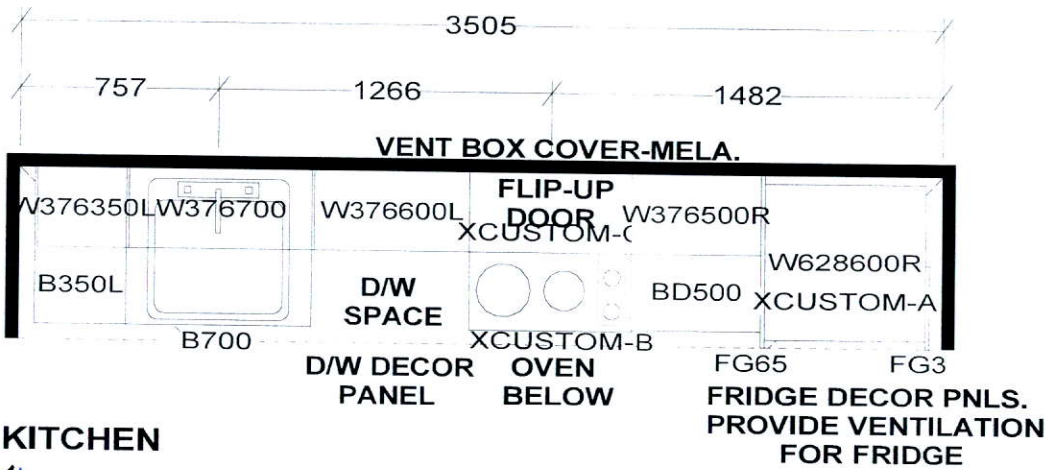 3505
757
1266
1482
VENT BOX COVER-MELA.
FLIP-UP
DOOR
W376350L
W376700
W376600L
W376500R
XCUSTOM-C
W628600R
B350L
D/W
SPACE
BD500
XCUSTOM-A
B700
XCUSTOM-B
D/W DECOR
PANEL
OVEN
BELOW
FG65
FG3
FRIDGE DECOR PNLS.
PROVIDE VENTILATION
FOR FRIDGE
KITCHEN